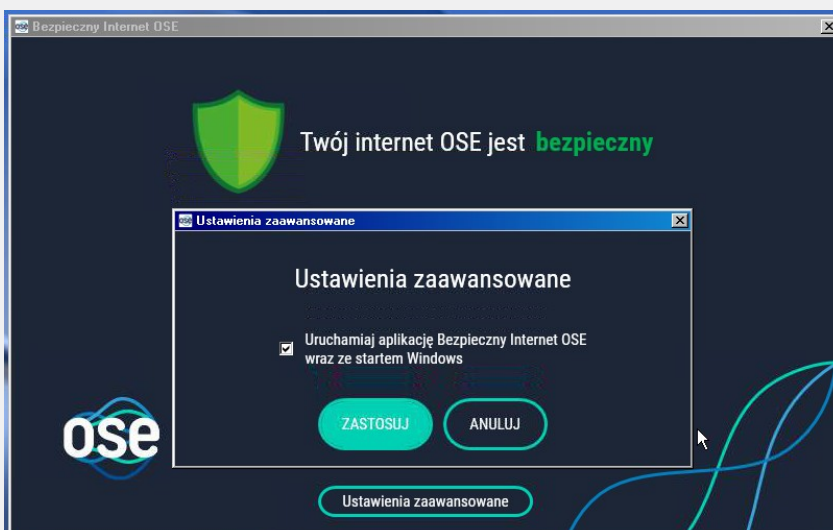 Bezpieczny Internet OSE
Twój internet OSE jest bezpieczny
Ustawienia zaawansowane
Ustawienia zaawansowane
Uruchamiaj aplikację Bezpieczny Internet OSE
wraz ze startem Windows
ZASTOSUJ ANULUJ
ose
Ustawienia zaawansowane